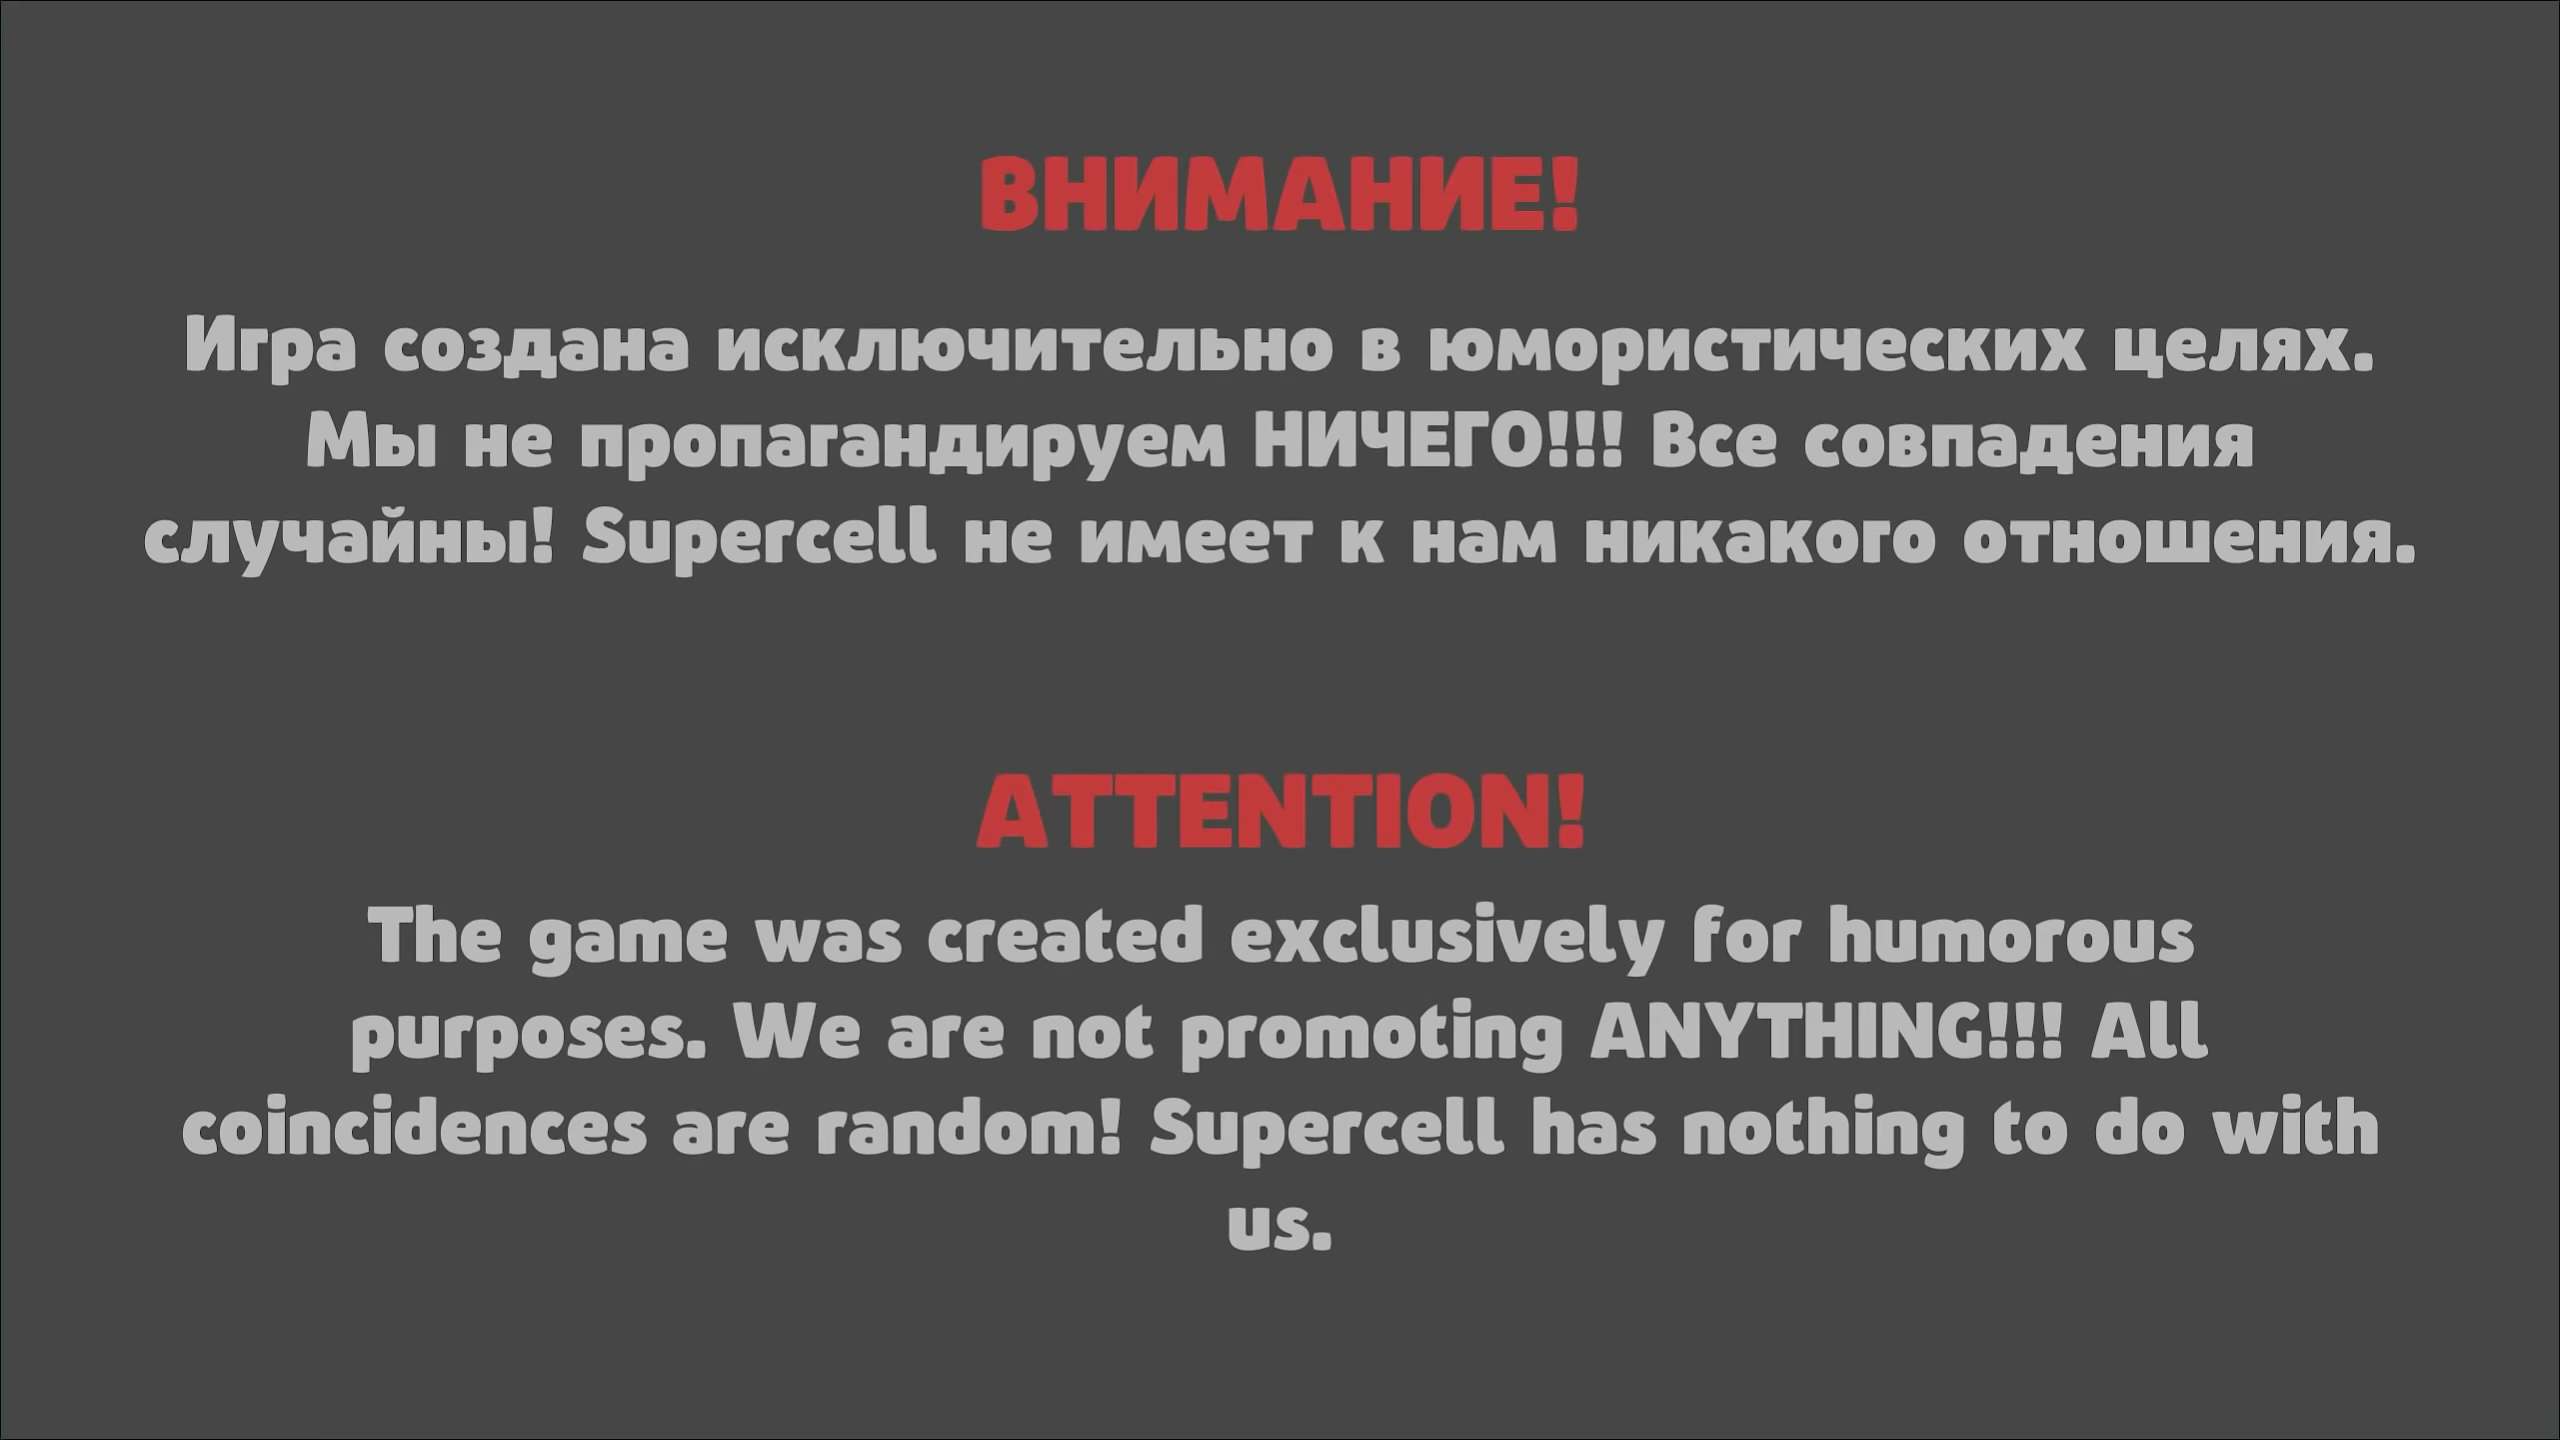 ВНИМАНИЕ!
Игра создана исключительно в юмористических целях.
Мы не пропагандируем НИЧЕГО!!! Все совпадения
случайны! Supercell не имеет к нам никакого отношения.
ATTENTION!
The game was created exclusively for humorous
purposes. We are not promoting ANYTHING!!! All
coincidences are random! Supercell has nothing to do with
us.